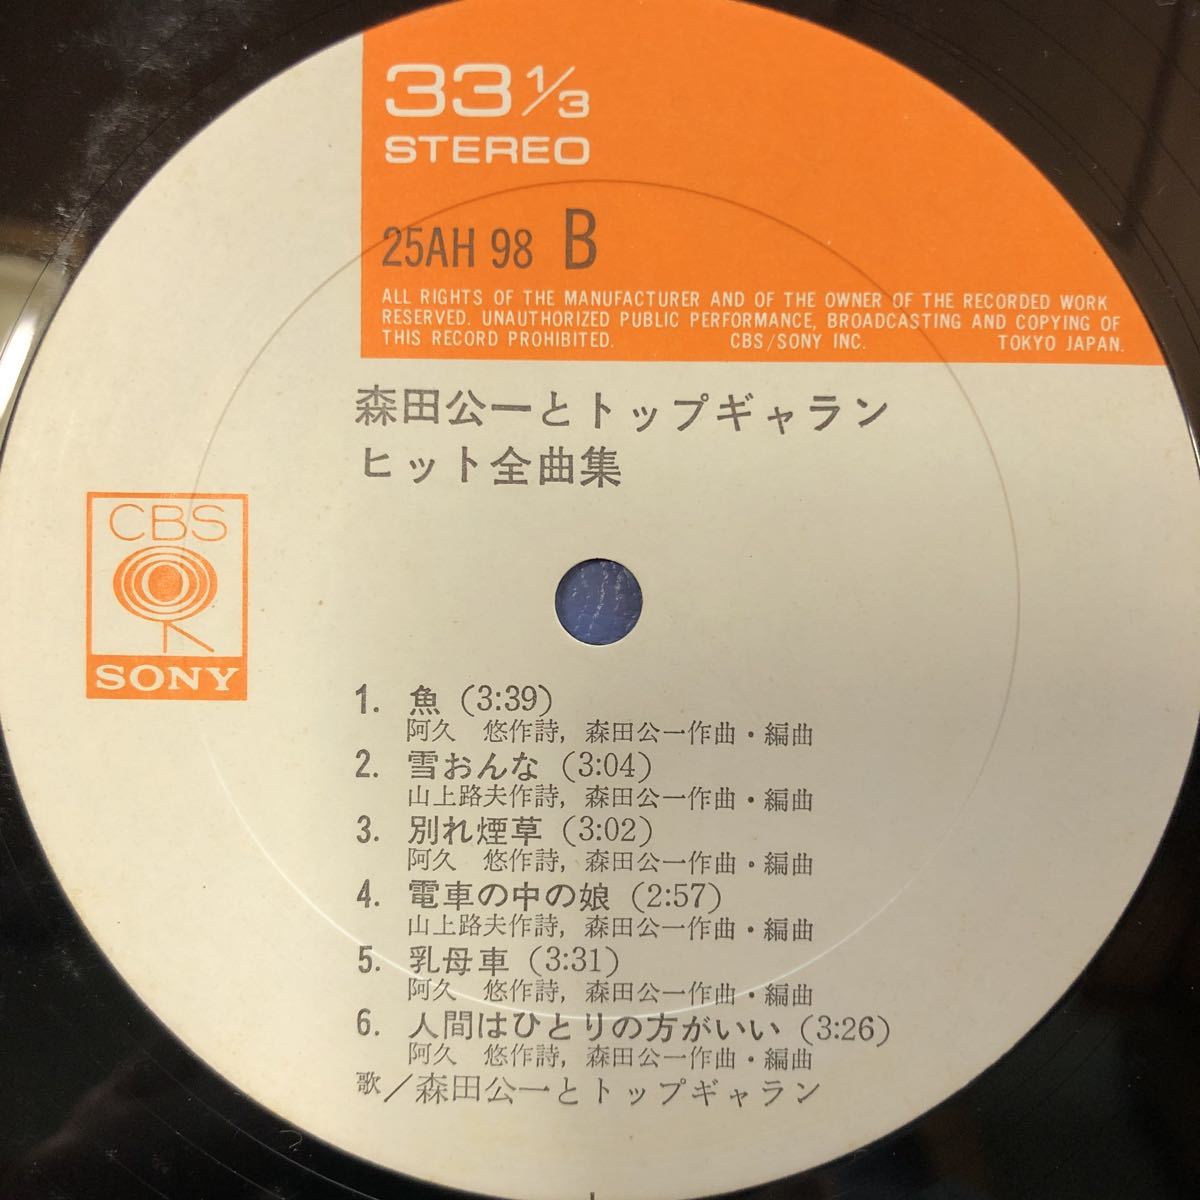 33 1/3
STEREO
25AH 98 B
ALL RIGHTS OF THE MANUFACTURER AND OF THE OWNER OF THE RECORDED WORK
RESERVED. UNAUTHORIZED PUBLIC PERFORMANCE, BROADCASTING AND COPYING OF
THIS RECORD PROHIBITED. CBS/SONY INC. TOKYO JAPAN.
森田公一とトップギャラン
ヒット全曲集
CBS
SONY
1. 魚 (3:39)
阿久 悠作詩, 森田公一作曲・編曲
2. 雪おんな (3:04)
山上路夫作詩, 森田公一作曲・編曲
3. 別れ煙草 (3:02)
阿久 悠作詩, 森田公一作曲・編曲
4. 電車の中の娘 (2:57)
山上路夫作詩, 森田公一作曲・編曲
5. 乳母車 (3:31)
阿久 悠作詩, 森田公一作曲・編曲
6. 人間はひとりの方がいい (3:26)
阿久 悠作詩, 森田公一作曲・編曲
歌/森田公一とトップギャラン